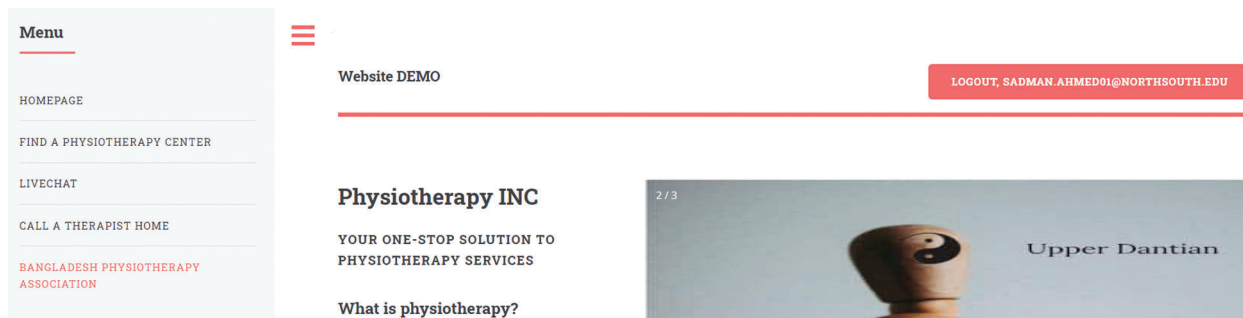 Menu
HOMEPAGE
FIND A PHYSIOTHERAPY CENTER
LIVECHAT
CALL A THERAPIST HOME
BANGLADESH PHYSIOTHERAPY
ASSOCIATION
Website DEMO
LOGOUT, SADMAN.AHMED01@NORTHSOUTH.EDU
Physiotherapy INC
YOUR ONE-STOP SOLUTION TO
PHYSIOTHERAPY SERVICES
What is physiotherapy?
2 / 3
Upper Dantian